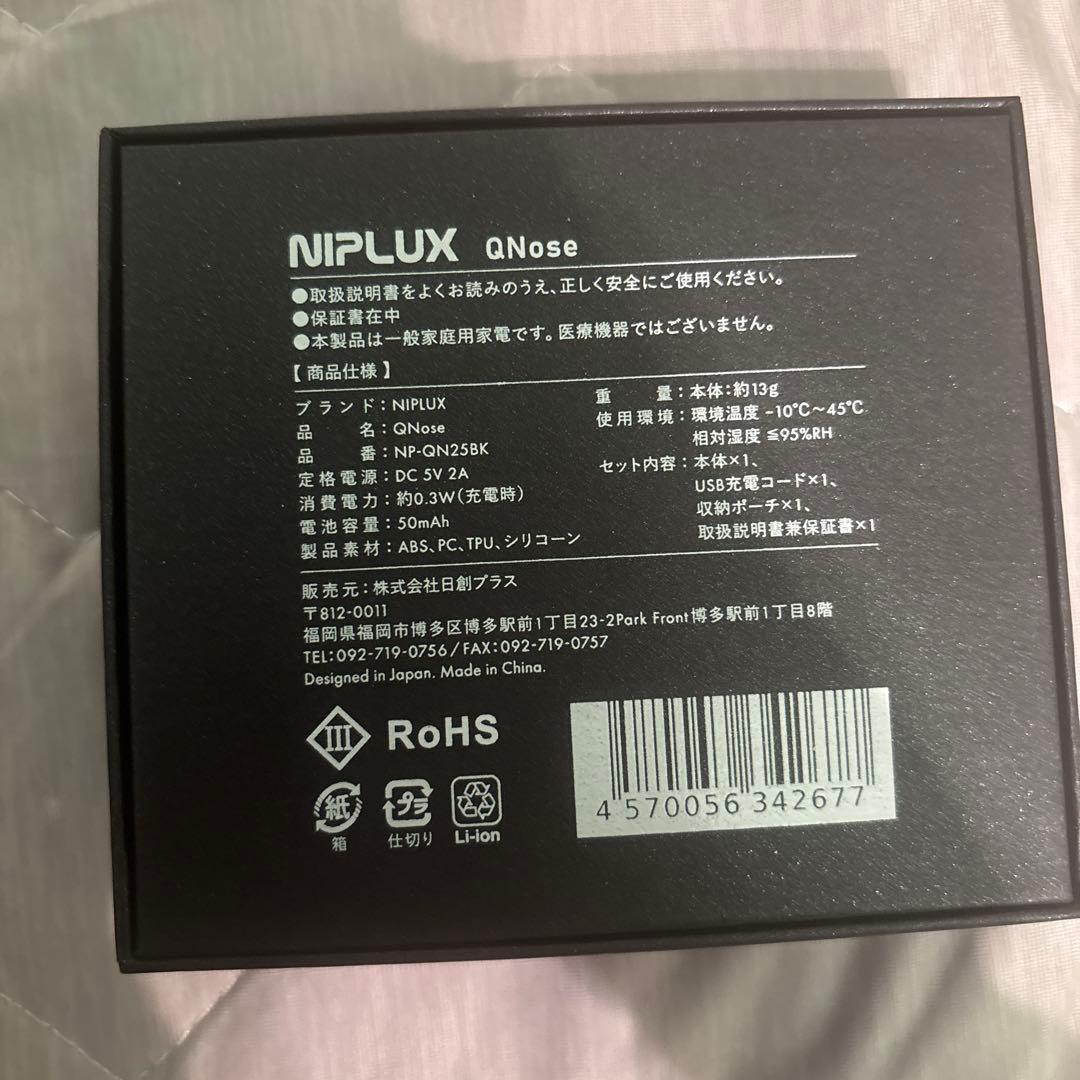 NIPLUX QNose
●取扱説明書をよくお読みのうえ、正しく安全にご使用ください。
●保証書在中
●本製品は一般家庭用家電です。医療機器ではございません。
【商品仕様】
ブランド：NIPLUX
品名：QNose
品番：NP-QN25BK
定格電源：DC 5V 2A
消費電力：約0.3W（充電時）
電池容量：50mAh
製品素材：ABS、PC、TPU、シリコーン
重量：本体：約13g
使用環境：環境温度 -10℃～45℃
相対湿度 ≦95%RH
セット内容：本体×1、
USB充電コード×1、
収納ポーチ×1、
取扱説明書兼保証書×1
販売元：株式会社日創プラス
〒812-0011
福岡県福岡市博多区博多駅前1丁目23-2Park Front博多駅前1丁目8階
TEL：092-719-0756 / FAX：092-719-0757
Designed in Japan. Made in China.
III RoHS
紙 プラ
箱 仕切り Li-ion
4 570056 342677